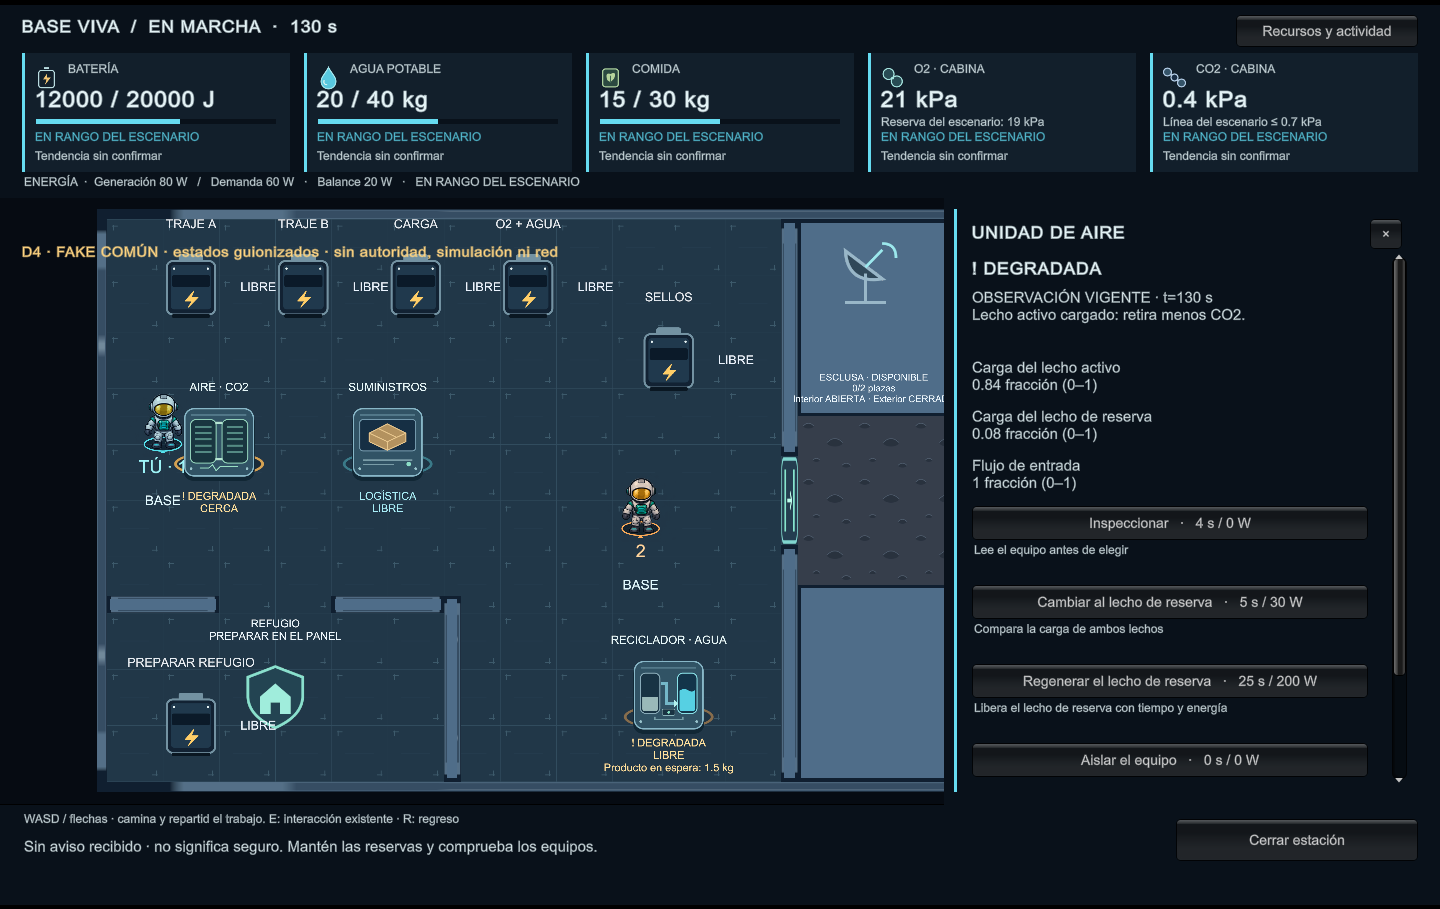 BASE VIVA / EN MARCHA · 130 s
Recursos y actividad
BATERÍA
12000 / 20000 J
EN RANGO DEL ESCENARIO
Tendencia sin confirmar
AGUA POTABLE
20 / 40 kg
EN RANGO DEL ESCENARIO
Tendencia sin confirmar
COMIDA
15 / 30 kg
EN RANGO DEL ESCENARIO
Tendencia sin confirmar
O2 · CABINA
21 kPa
Reserva del escenario: 19 kPa
EN RANGO DEL ESCENARIO
Tendencia sin confirmar
CO2 · CABINA
0.4 kPa
Línea del escenario ≤ 0.7 kPa
EN RANGO DEL ESCENARIO
Tendencia sin confirmar
ENERGÍA · Generación 80 W / Demanda 60 W · Balance 20 W · EN RANGO DEL ESCENARIO
TRAJE A
TRAJE B
CARGA
O2 + AGUA
D4 · FAKE COMÚN · estados guionizados · sin autoridad, simulación ni red
LIBRE
LIBRE
LIBRE
LIBRE
SELLOS
LIBRE
ESCLUSA · DISPONIBLE
0/2 plazas
Interior ABIERTA · Exterior CERRAD
AIRE · CO2
SUMINISTROS
TÚ · 1
BASE
! DEGRADADA
CERCA
LOGÍSTICA
LIBRE
2
BASE
REFUGIO
PREPARAR EN EL PANEL
PREPARAR REFUGIO
LIBRE
RECICLADOR · AGUA
! DEGRADADA
LIBRE
Producto en espera: 1.5 kg
UNIDAD DE AIRE
×
! DEGRADADA
OBSERVACIÓN VIGENTE · t=130 s
Lecho activo cargado: retira menos CO2.
Carga del lecho activo
0.84 fracción (0–1)
Carga del lecho de reserva
0.08 fracción (0–1)
Flujo de entrada
1 fracción (0–1)
Inspeccionar · 4 s / 0 W
Lee el equipo antes de elegir
Cambiar al lecho de reserva · 5 s / 30 W
Compara la carga de ambos lechos
Regenerar el lecho de reserva · 25 s / 200 W
Libera el lecho de reserva con tiempo y energía
Aislar el equipo · 0 s / 0 W
WASD / flechas · camina y repartid el trabajo. E: interacción existente · R: regreso
Sin aviso recibido · no significa seguro. Mantén las reservas y comprueba los equipos.
Cerrar estación